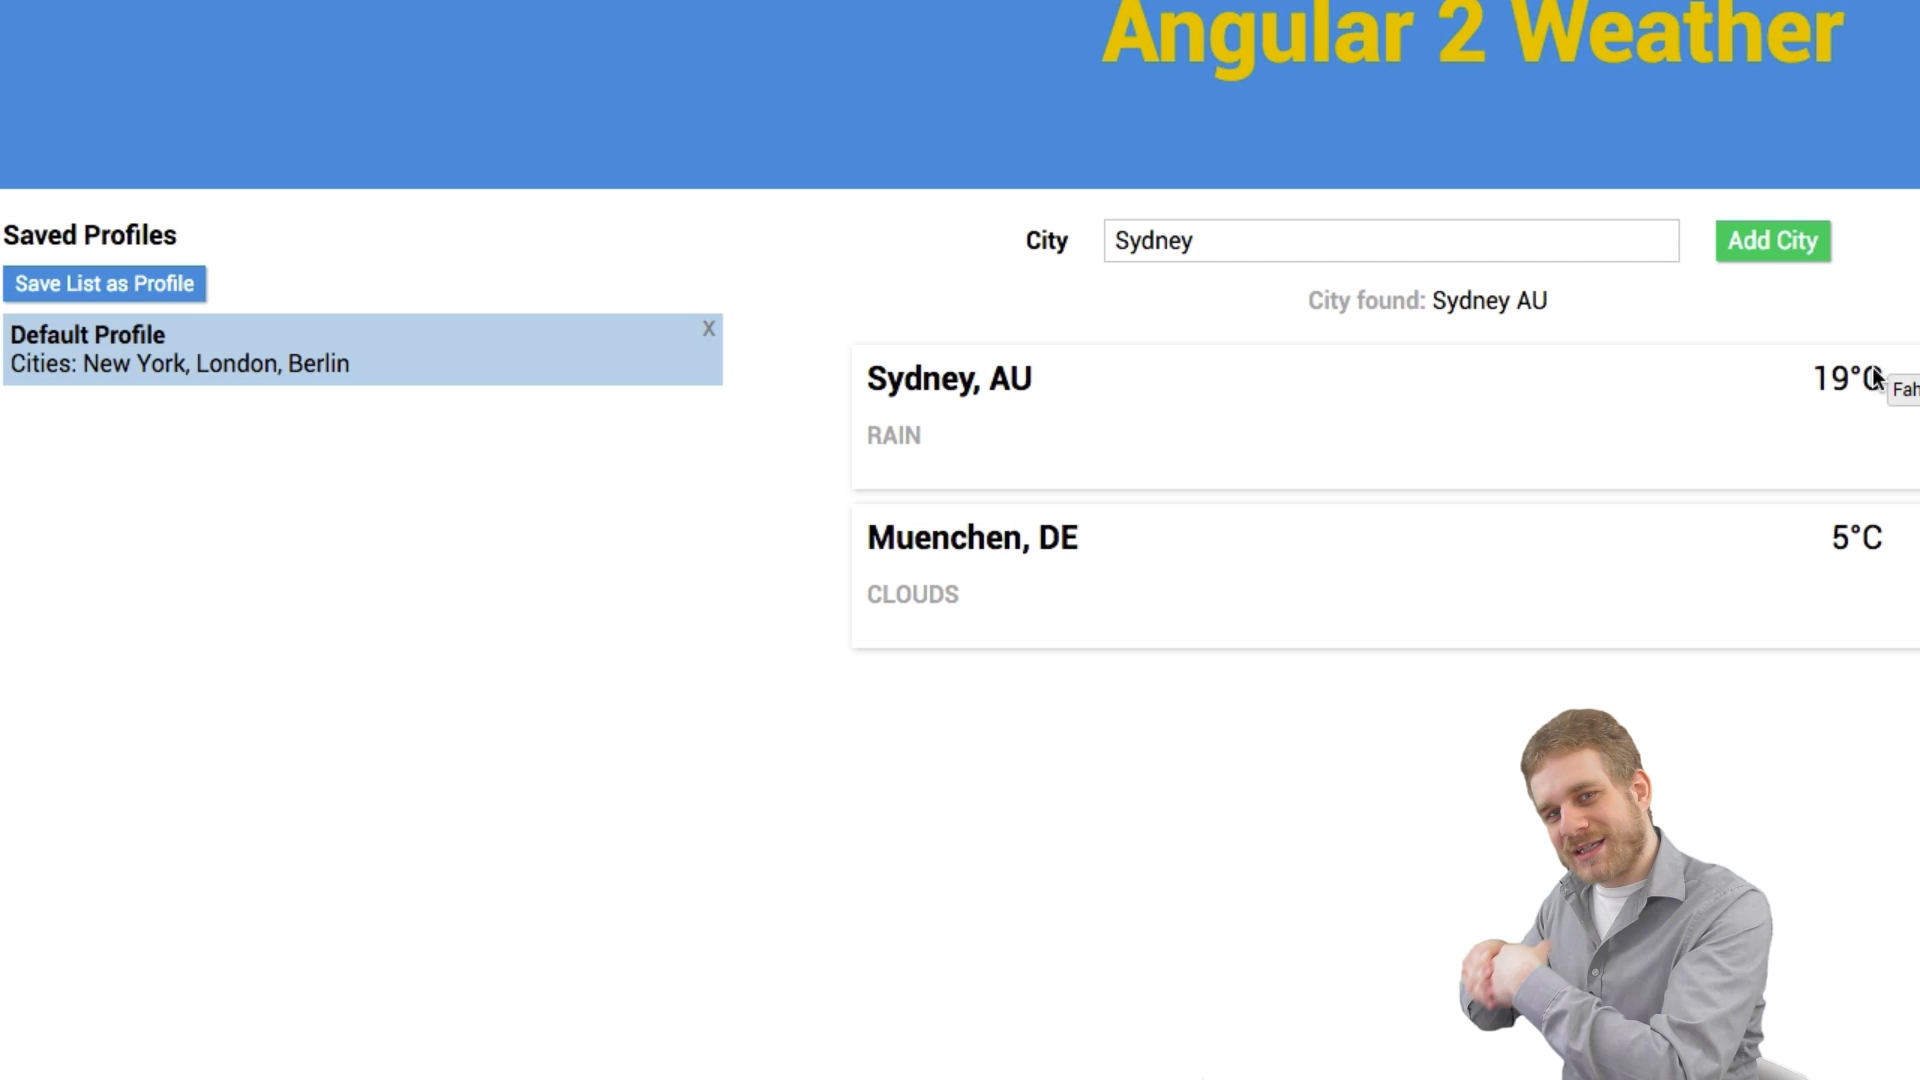 Angular 2 Weather
Saved Profiles
Save List as Profile
Default Profile
X
Cities: New York, London, Berlin
City
Sydney
Add City
City found: Sydney AU
Sydney, AU
19°C
RAIN
Muenchen, DE
5°C
CLOUDS